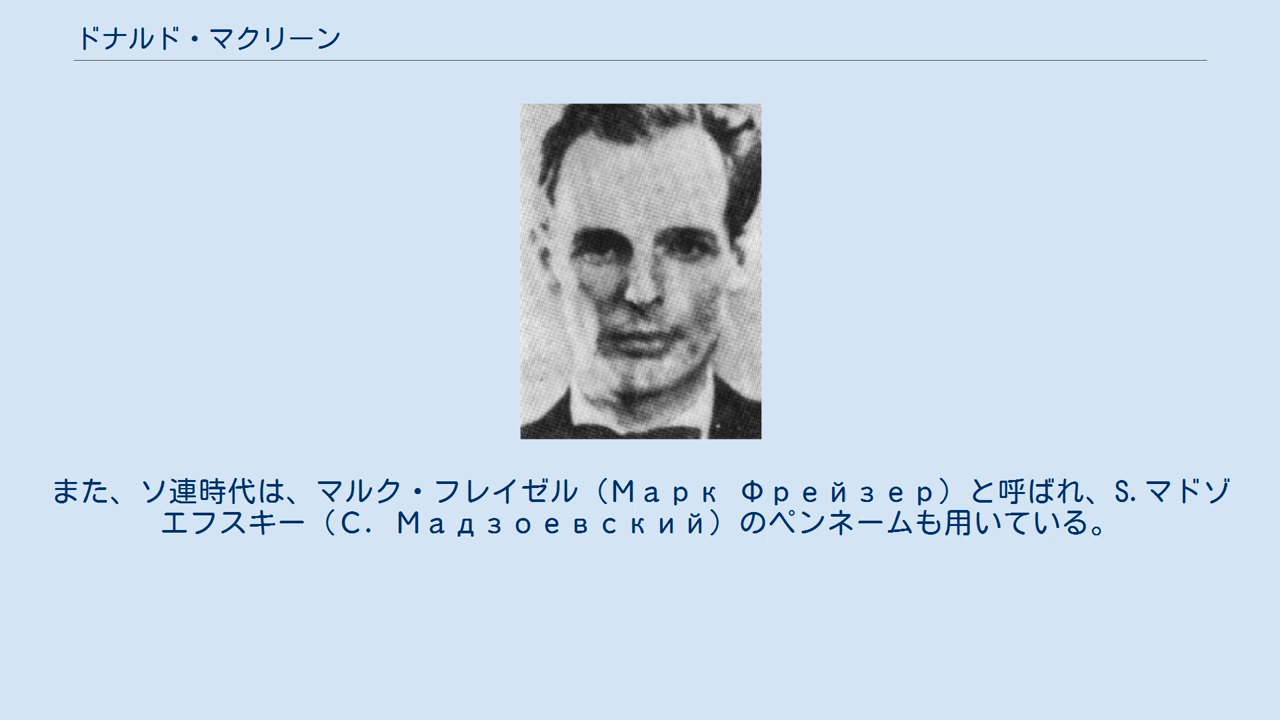 ドナルド・マクリーン
また、ソ連時代は、マルク・フレイゼル（Ｍａｒк　Фрейзер）と呼ばれ、S.マドゾ
エフスキー（Ｃ．　Мадзоевский）のペンネームも用いている。